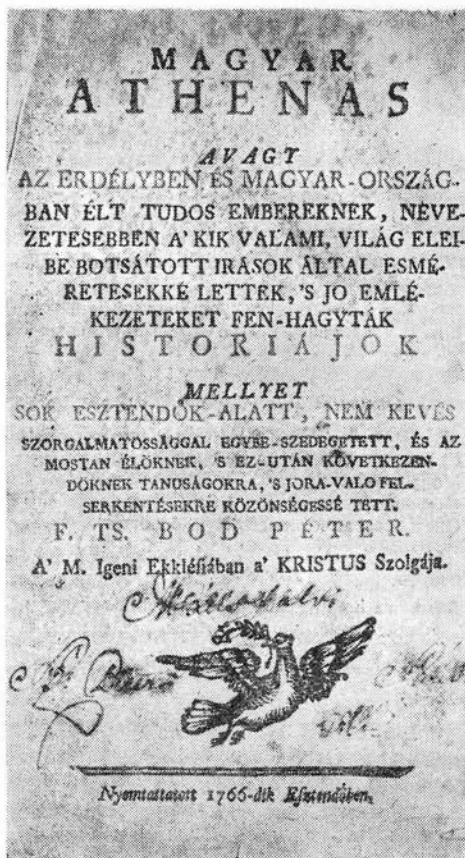 MAGYAR
ATHENAS
AVAGY
AZ ERDÉLYBEN ÉS MAGYAR-ORSZÁG-
BAN ÉLT TUDOS EMBEREKNEK, NEVE-
ZETESEBBEN A' KIK VALAMI, VILÁG ELEI-
BE BOTSÁTOTT IRÁSOK ÁLTAL ESMÉ-
RETESEKKÉ LETTEK, 'S JO EMLÉ-
KEZETEKET FEN-HAGYTÁK
HISTORIÁJOK
MELLYET
SOK ESZTENDŐK-ALATT, NEM KEVÉS
SZORGALMATOSSÁGGAL EGYBE-SZEDEGETETT, ÉS AZ
MOSTAN ÉLŐKNEK, 'S EZ-UTÁN KÖVETKEZEN-
DŐKNEK TANUSÁGOKRA, 'S JORA-VALO FEL-
SERKENTÉSEKRE KÖZÖNSÉGESSÉ TETT.
F. TS. BOD PÉTER.
A' M. Igeni Ekklésiában a' KRISTUS Szolgája.
Nyomtattatott 1766-dik Esztendőben,